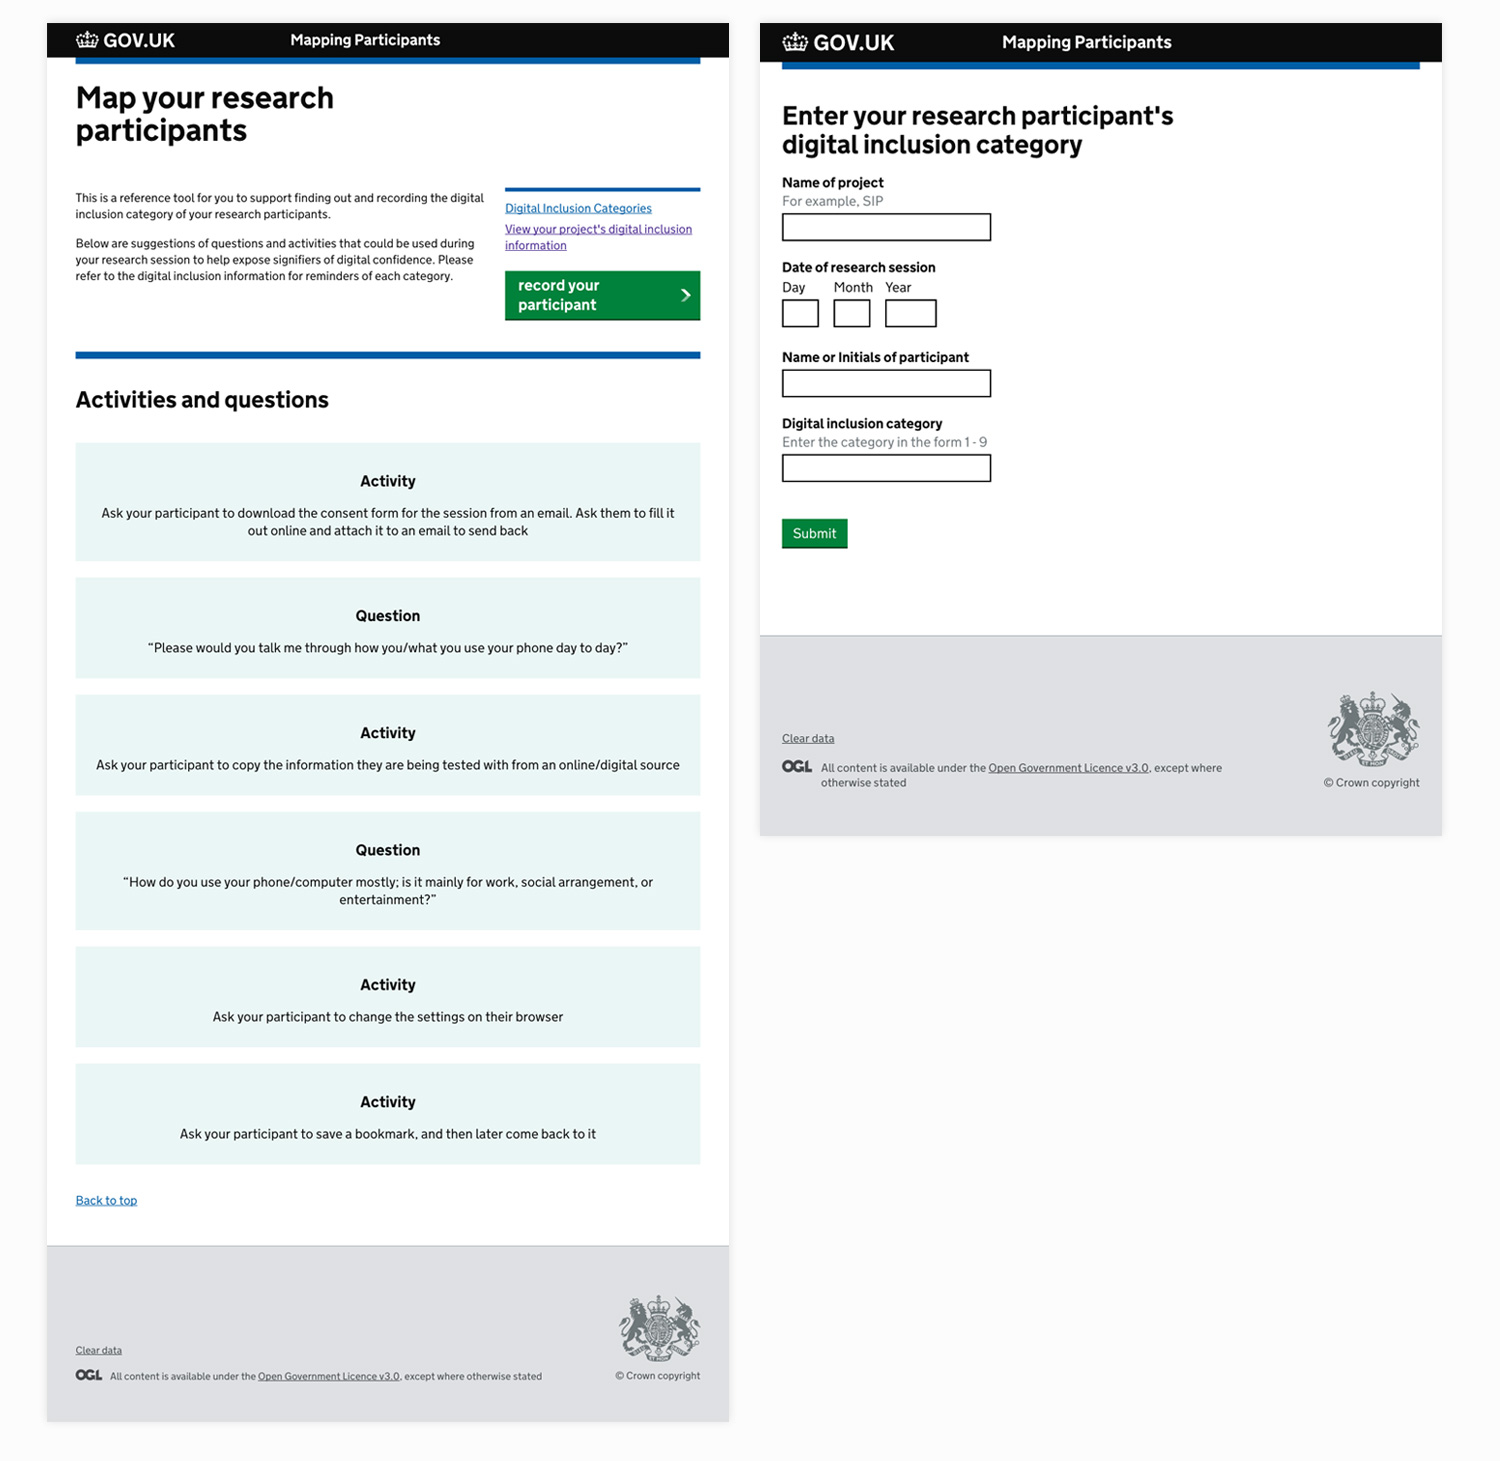 GOV.UK Mapping Participants
Map your research
participants
This is a reference tool for you to support finding out and recording the digital
inclusion category of your research participants.
Below are suggestions of questions and activities that could be used during
your research session to help expose signifiers of digital confidence. Please
refer to the digital inclusion information for reminders of each category.
Digital Inclusion Categories
View your project's digital inclusion
information
record your
participant
Activities and questions
Activity
Ask your participant to download the consent form for the session from an email. Ask them to fill it
out online and attach it to an email to send back
Question
“Please would you talk me through how you/what you use your phone day to day?”
Activity
Ask your participant to copy the information they are being tested with from an online/digital source
Question
“How do you use your phone/computer mostly; is it mainly for work, social arrangement, or
entertainment?”
Activity
Ask your participant to change the settings on their browser
Activity
Ask your participant to save a bookmark, and then later come back to it
Back to top
Clear data
OGL All content is available under the Open Government Licence v3.0, except where otherwise stated
© Crown copyright
GOV.UK Mapping Participants
Enter your research participant's
digital inclusion category
Name of project
For example, SIP
Date of research session
Day Month Year
Name or Initials of participant
Digital inclusion category
Enter the category in the form 1 - 9
Submit
Clear data
OGL All content is available under the Open Government Licence v3.0, except where
otherwise stated
© Crown copyright